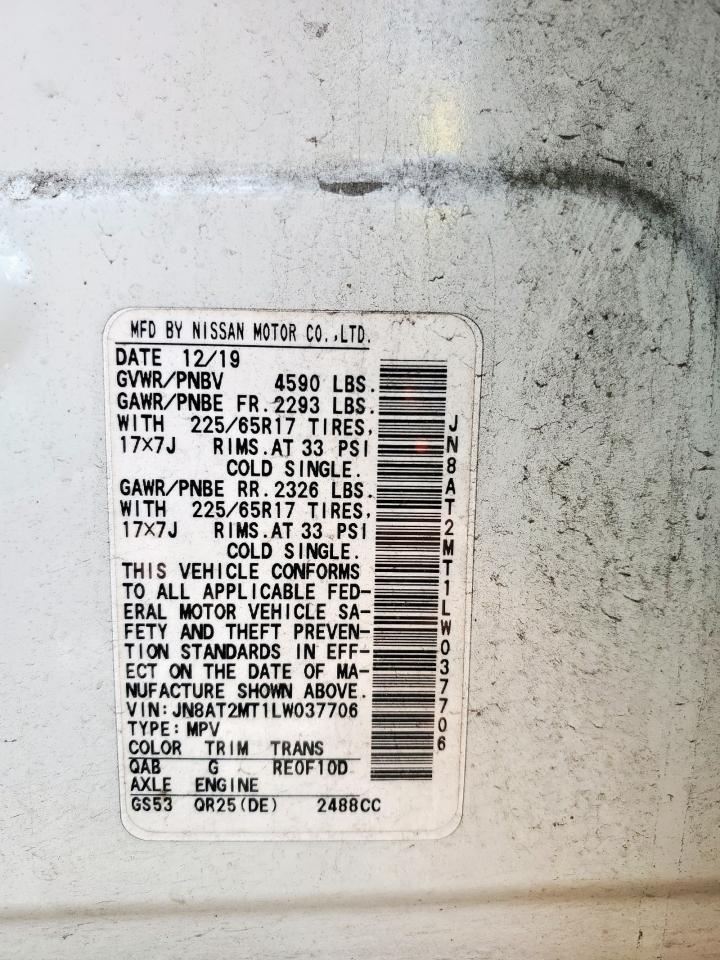 MFD BY NISSAN MOTOR CO.,LTD.
DATE 12/19
GVWR/PNBV 4590 LBS.
GAWR/PNBE FR.2293 LBS.
WITH 225/65R17 TIRES,
17×7J RIMS.AT 33 PSI
COLD SINGLE.
GAWR/PNBE RR.2326 LBS.
WITH 225/65R17 TIRES,
17×7J RIMS.AT 33 PSI
COLD SINGLE.
THIS VEHICLE CONFORMS
TO ALL APPLICABLE FED-
ERAL MOTOR VEHICLE SA-
FETY AND THEFT PREVEN-
TION STANDARDS IN EFF-
ECT ON THE DATE OF MA-
NUFACTURE SHOWN ABOVE.
VIN:JN8AT2MT1LW037706
TYPE:MPV
COLOR TRIM TRANS
QAB G RE0F10D
AXLE ENGINE
GS53 QR25(DE) 2488CC
JN8AT2MT1LW037706